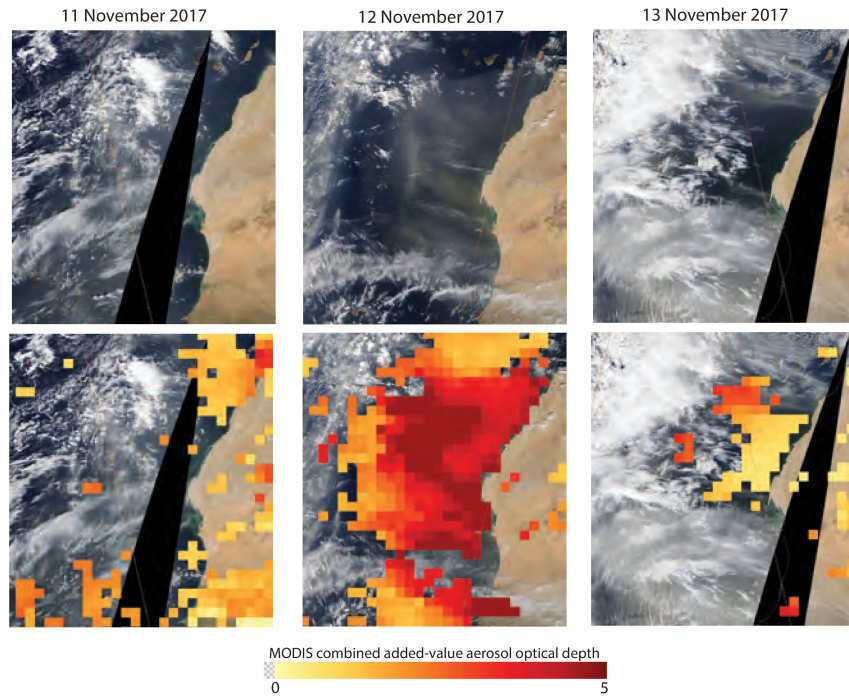 11 November 2017
12 November 2017
13 November 2017
MODIS combined added-value aerosol optical depth
0
5